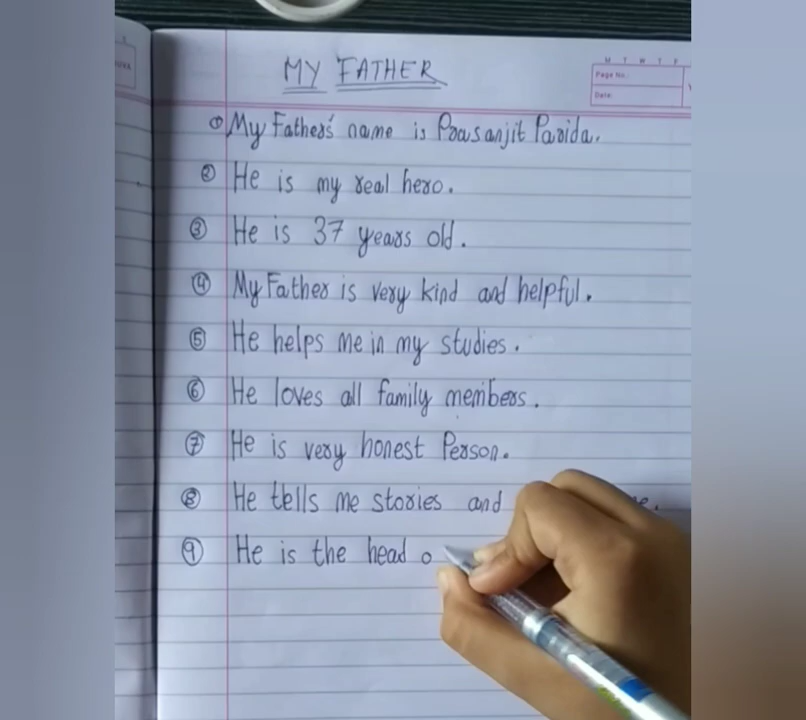 MY FATHER
M T W T F
Page No.:
Date:
① My Father's name is Prasanjit Parida.
② He is my real hero.
③ He is 37 years old.
④ My Father is very kind and helpful.
⑤ He helps me in my studies.
⑥ He loves all family members.
⑦ He is very honest Person.
⑧ He tells me stories and
⑨ He is the head o